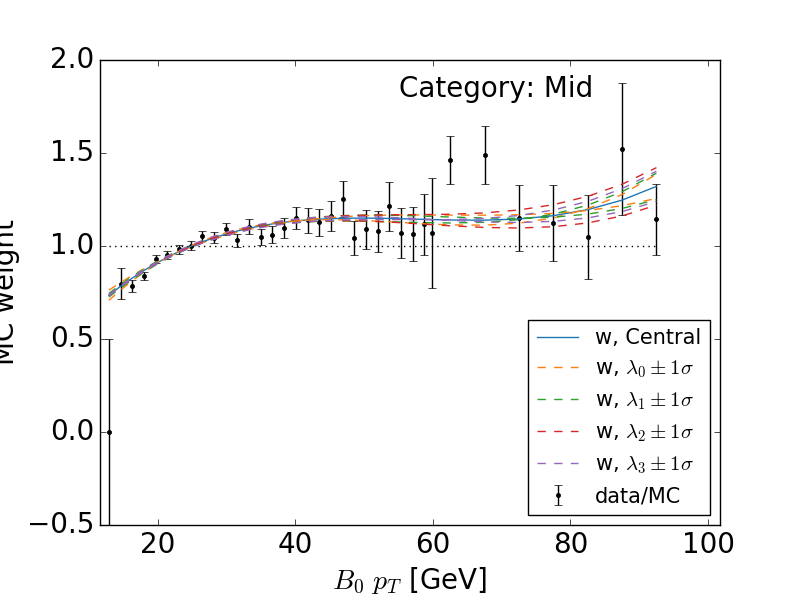 2.0
1.5
1.0
0.5
0.0
−0.5
MC weight
Category: Mid
w, Central
w, λ₀ ± 1σ
w, λ₁ ± 1σ
w, λ₂ ± 1σ
w, λ₃ ± 1σ
data/MC
20 40 60 80 100
B₀ p_T [GeV]